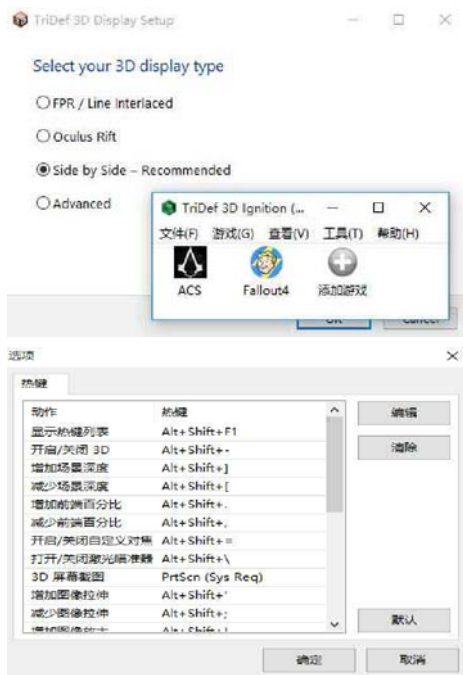 TriDef 3D Display Setup
Select your 3D display type
FPR / Line Interlaced
Oculus Rift
Side by Side – Recommended
Advanced
TriDef 3D Ignition (...
文件(F) 游戏(G) 查看(V) 工具(T) 帮助(H)
ACS Fallout4 添加游戏
OK Cancel
选项
热键
动作 热键
显示热键列表 Alt+Shift+F1
开启/关闭 3D Alt+Shift+-
增加场景深度 Alt+Shift+]
减少场景深度 Alt+Shift+[
增加前端百分比 Alt+Shift+.
减少前端百分比 Alt+Shift+,
开启/关闭自定义对焦 Alt+Shift+=
打开/关闭激光瞄准器 Alt+Shift+\
3D 屏幕截图 PrtScn (Sys Req)
增加图像拉伸 Alt+Shift+'
减少图像拉伸 Alt+Shift+;
编辑
清除
默认
确定 取消